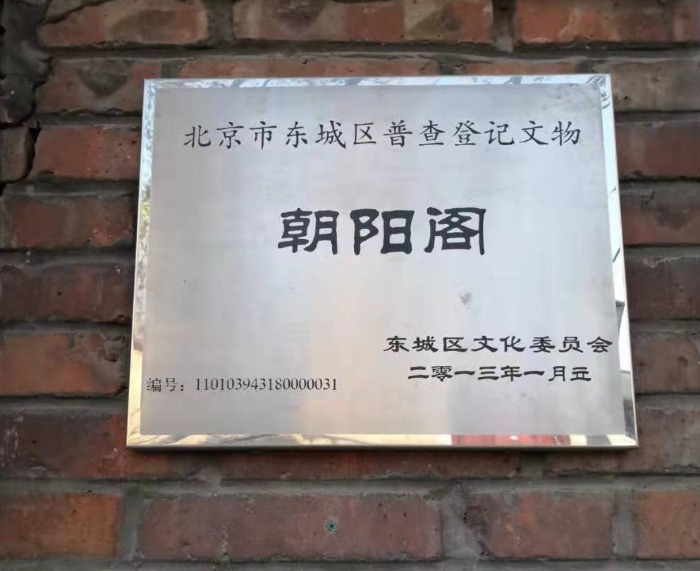 北京市东城区普查登记文物
朝阳阁
东城区文化委员会
二零一三年一月立
编号：110103943180000031